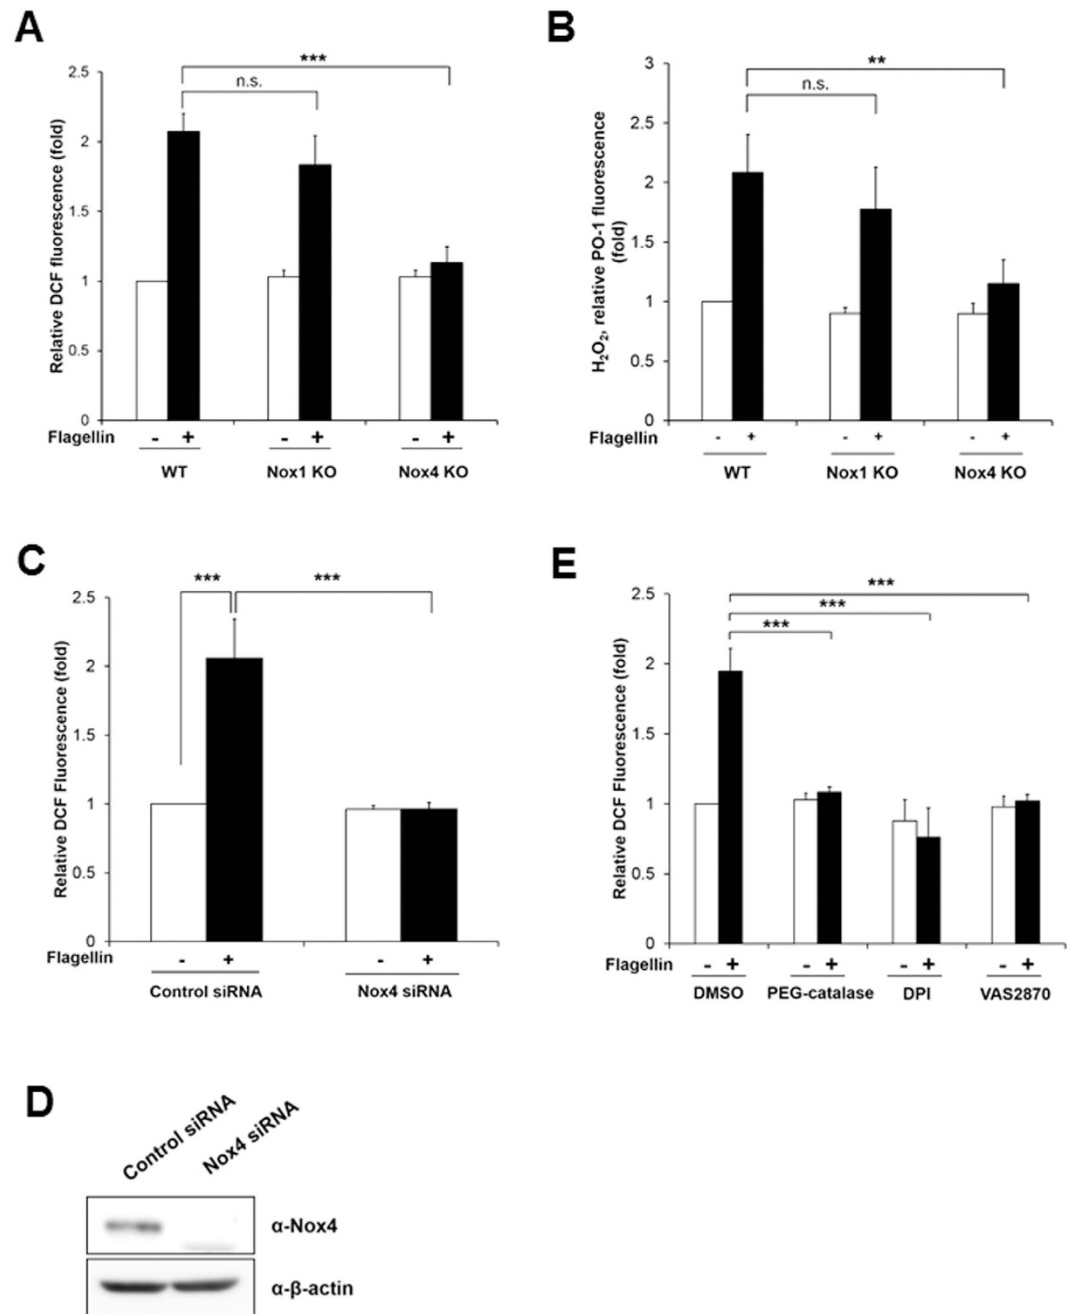 A
Relative DCF fluorescence (fold)
2.5
2
1.5
1
0.5
0
***
n.s.
Flagellin - + - + - +
WT Nox1 KO Nox4 KO
B
H₂O₂, relative PO-1 fluorescence
(fold)
3
2.5
2
1.5
1
0.5
0
**
n.s.
Flagellin - + - + - +
WT Nox1 KO Nox4 KO
C
Relative DCF Fluorescence (fold)
2.5
2
1.5
1
0.5
0
*** ***
Flagellin - + - +
Control siRNA Nox4 siRNA
E
Relative DCF Fluorescence (fold)
2.5
2
1.5
1
0.5
0
***
***
***
Flagellin - + - + - + - +
DMSO PEG-catalase DPI VAS2870
D
Control siRNA
Nox4 siRNA
α-Nox4
α-β-actin